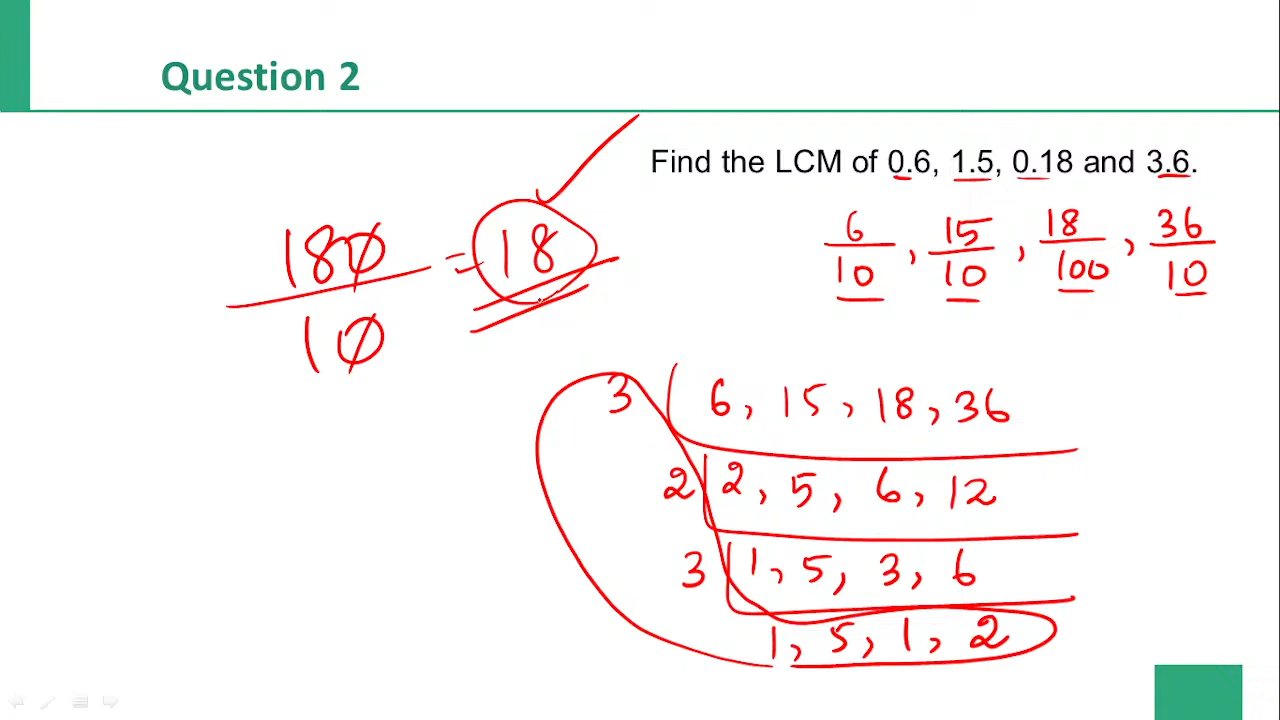 Question 2
Find the LCM of 0.6, 1.5, 0.18 and 3.6.
6/10, 15/10, 18/100, 36/10
180/10 = 18
3 ( 6, 15, 18, 36
2 | 2, 5, 6, 12
3 | 1, 5, 3, 6
1, 5, 1, 2